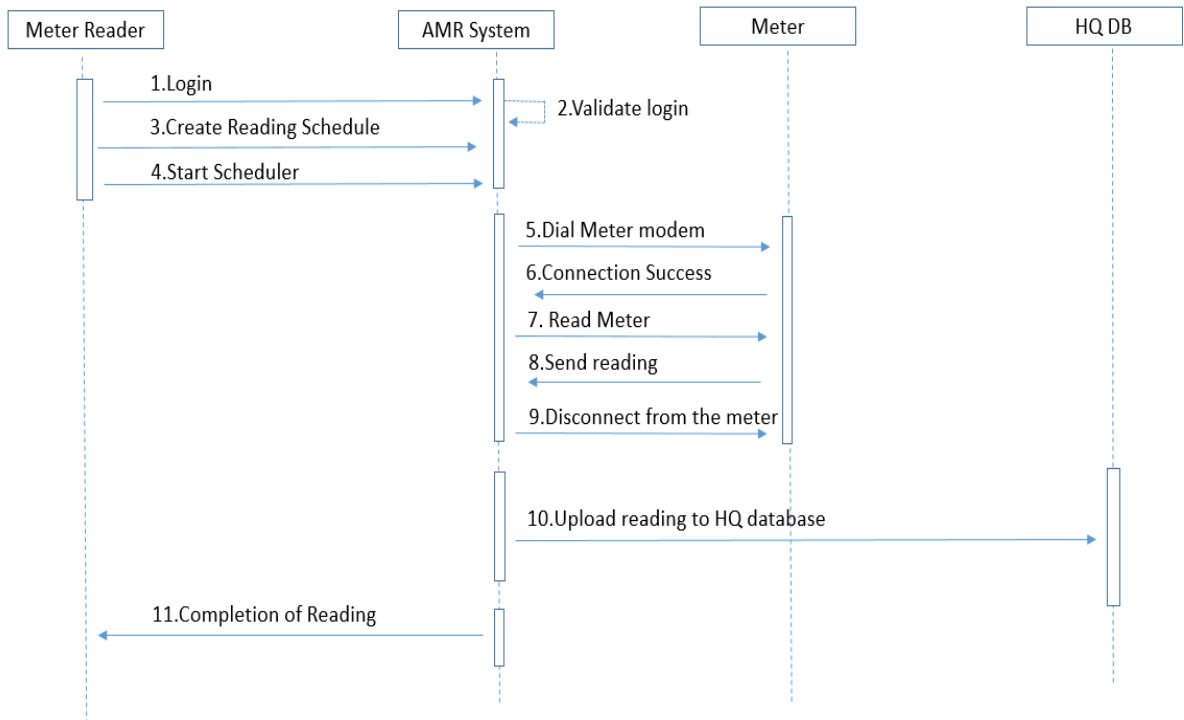 Meter Reader
AMR System
Meter
HQ DB
1.Login
2.Validate login
3.Create Reading Schedule
4.Start Scheduler
5.Dial Meter modem
6.Connection Success
7. Read Meter
8.Send reading
9.Disconnect from the meter
10.Upload reading to HQ database
11.Completion of Reading